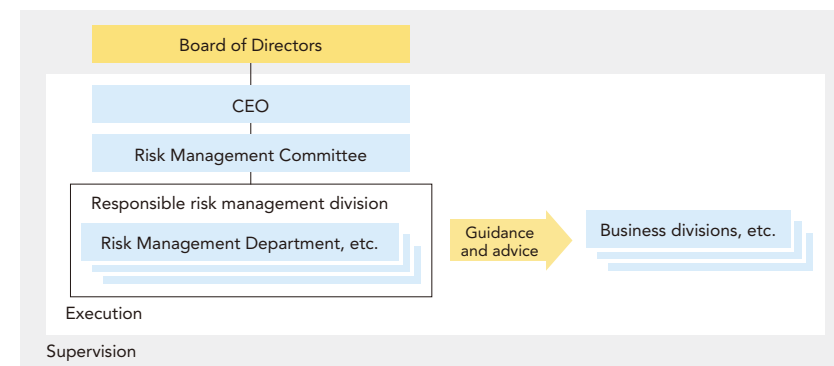 Board of Directors
CEO
Risk Management Committee
Responsible risk management division
Risk Management Department, etc.
Guidance
and advice
Business divisions, etc.
Execution
Supervision